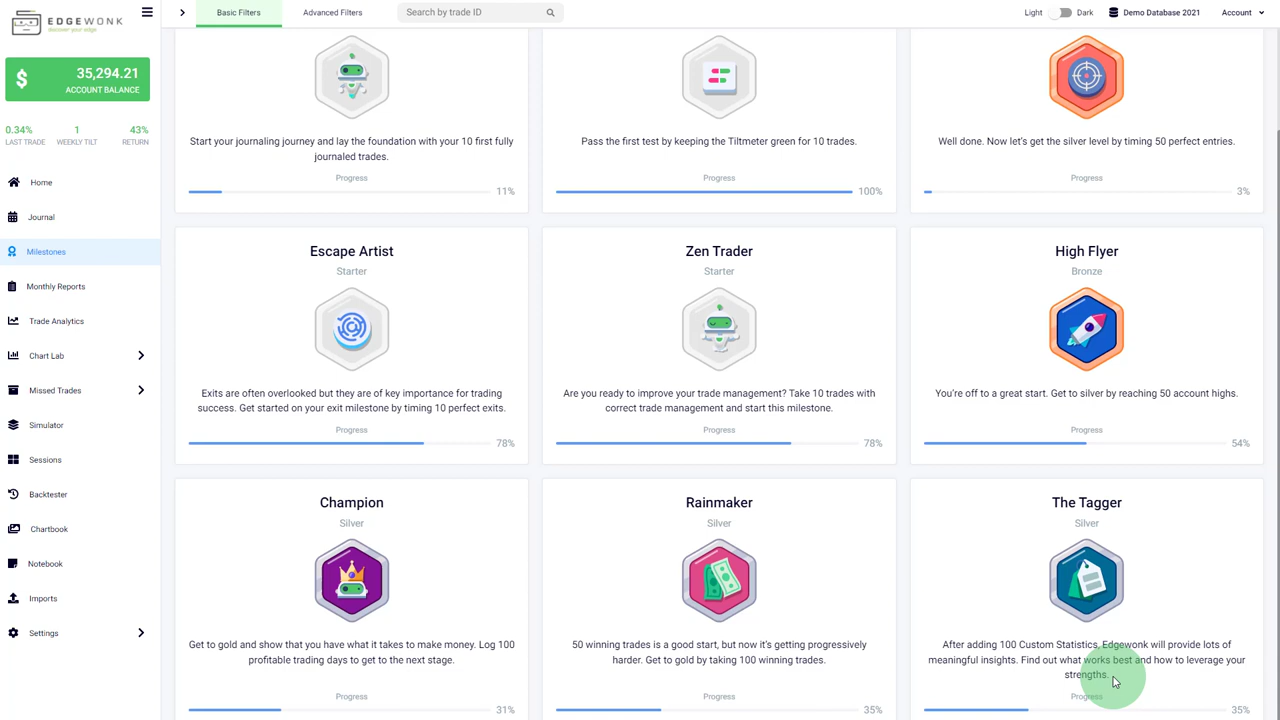 EDGEWONK
discover your edge
Basic Filters
Advanced Filters
Search by trade ID
Light
Dark
Demo Database 2021
Account
$
35,294.21
ACCOUNT BALANCE
0.34%
LAST TRADE
1
WEEKLY TILT
43%
RETURN
Home
Journal
Milestones
Monthly Reports
Trade Analytics
Chart Lab
Missed Trades
Simulator
Sessions
Backtester
Chartbook
Notebook
Imports
Settings
Start your journaling journey and lay the foundation with your 10 first fully
journaled trades.
Progress
11%
Pass the first test by keeping the Tiltmeter green for 10 trades.
Progress
100%
Well done. Now let's get the silver level by timing 50 perfect entries.
Progress
3%
Escape Artist
Starter
Exits are often overlooked but they are of key importance for trading
success. Get started on your exit milestone by timing 10 perfect exits.
Progress
78%
Zen Trader
Starter
Are you ready to improve your trade management? Take 10 trades with
correct trade management and start this milestone.
Progress
78%
High Flyer
Bronze
You're off to a great start. Get to silver by reaching 50 account highs.
Progress
54%
Champion
Silver
Get to gold and show that you have what it takes to make money. Log 100
profitable trading days to get to the next stage.
Progress
31%
Rainmaker
Silver
50 winning trades is a good start, but now it's getting progressively
harder. Get to gold by taking 100 winning trades.
Progress
35%
The Tagger
Silver
After adding 100 Custom Statistics, Edgewonk will provide lots of
meaningful insights. Find out what works best and how to leverage your
strengths.
Progress
35%